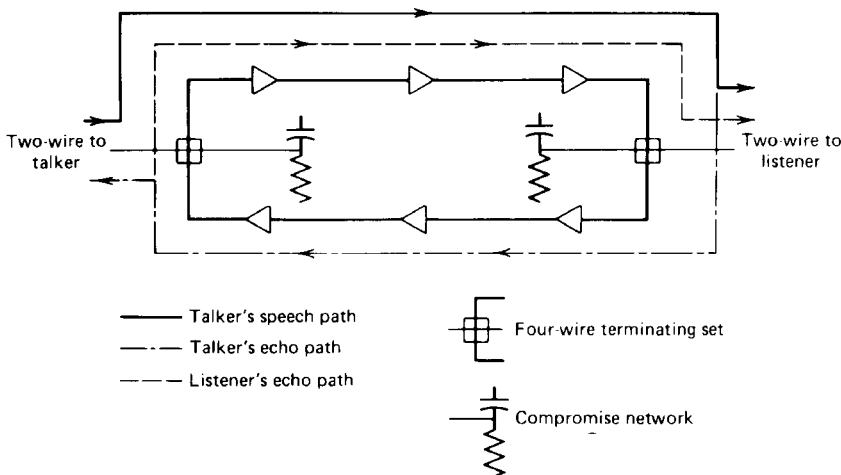 Two-wire to
talker
Two-wire to
listener
Talker's speech path
Talker's echo path
Listener's echo path
Four-wire terminating set
Compromise network